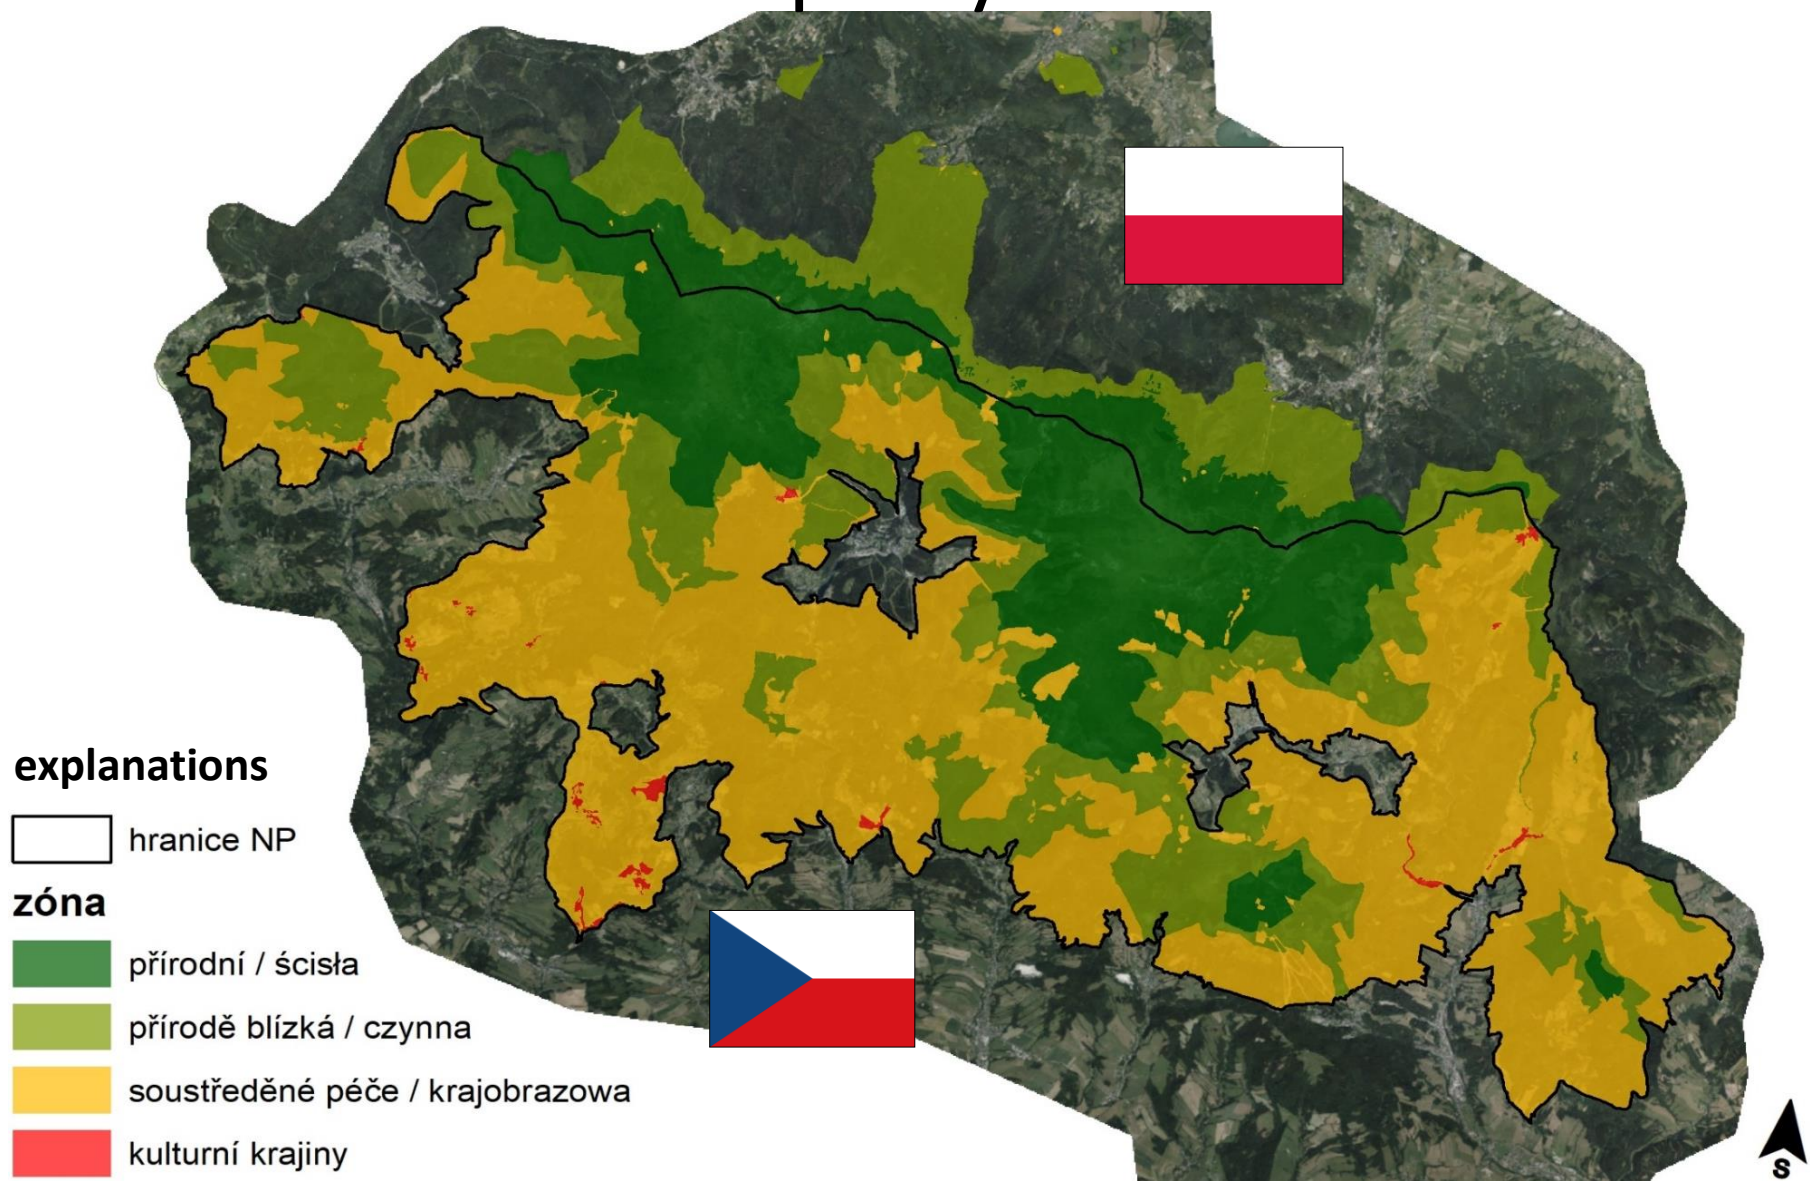 explanations
hranice NP
zóna
přírodní / ścisła
přírodě blízká / czynna
soustředěné péče / krajobrazowa
kulturní krajiny
S